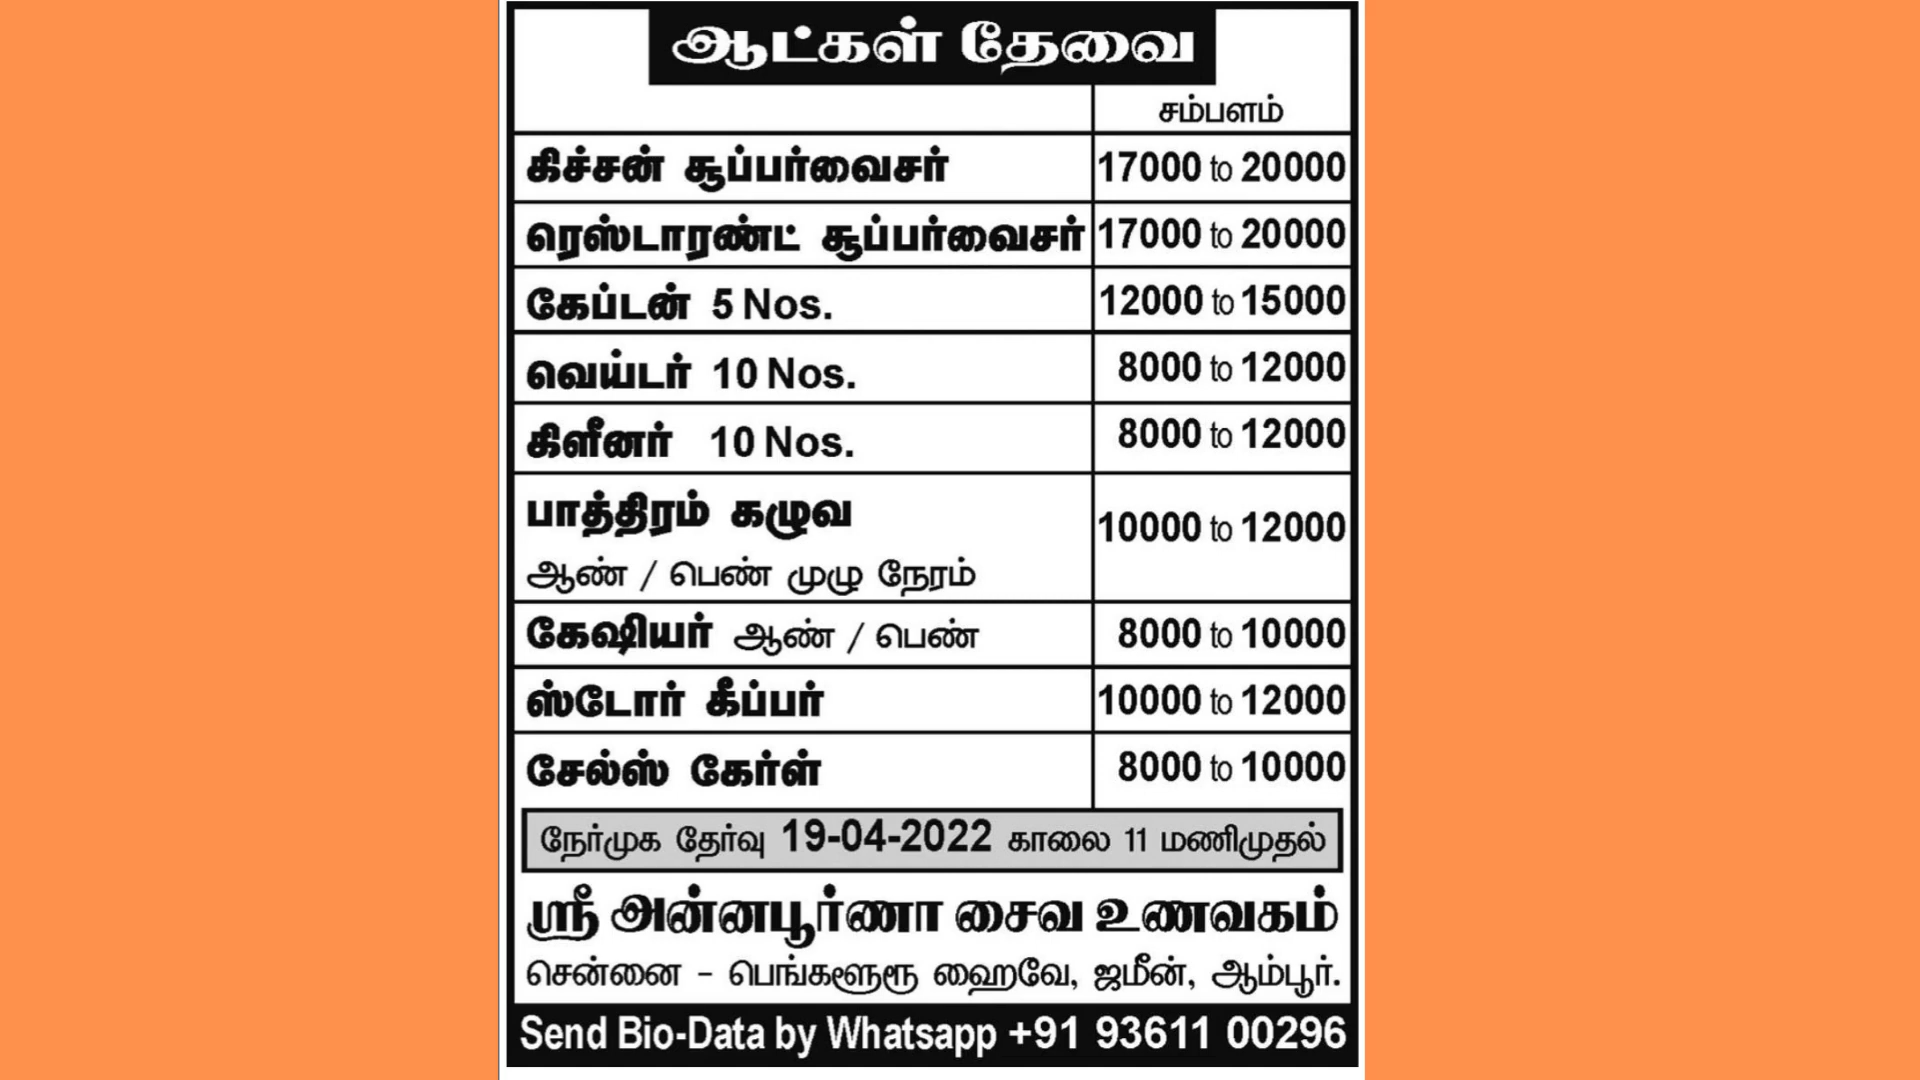 ஆட்கள் தேவை
சம்பளம்
கிச்சன் சூப்பர்வைசர் 17000 to 20000
ரெஸ்டாரண்ட் சூப்பர்வைசர் 17000 to 20000
கேப்டன் 5 Nos. 12000 to 15000
வெய்டர் 10 Nos. 8000 to 12000
கிளீனர் 10 Nos. 8000 to 12000
பாத்திரம் கழுவ 10000 to 12000
ஆண் / பெண் முழு நேரம்
கேஷியர் ஆண் / பெண் 8000 to 10000
ஸ்டோர் கீப்பர் 10000 to 12000
சேல்ஸ் கேர்ள் 8000 to 10000
நேர்முக தேர்வு 19-04-2022 காலை 11 மணிமுதல்
ஸ்ரீ அன்னபூர்ணா சைவ உணவகம்
சென்னை - பெங்களூரூ ஹைவே, ஜமீன், ஆம்பூர்.
Send Bio-Data by Whatsapp +91 93611 00296